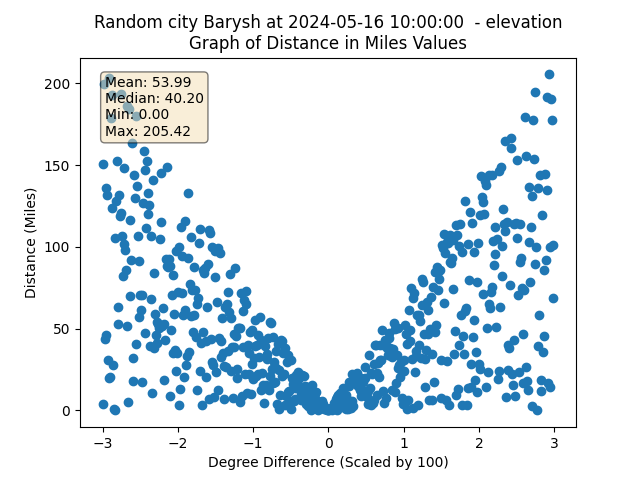 Random city Barysh at 2024-05-16 10:00:00  - elevation
Graph of Distance in Miles Values
Mean: 53.99
Median: 40.20
Min: 0.00
Max: 205.42
Distance (Miles)
200
150
100
50
0
−3 −2 −1 0 1 2 3
Degree Difference (Scaled by 100)